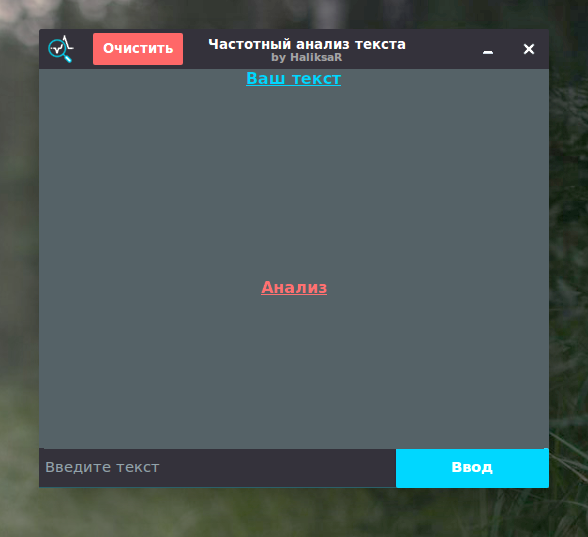 Очистить
Частотный анализ текста
by HaliksaR
Ваш текст
Анализ
Введите текст
Ввод